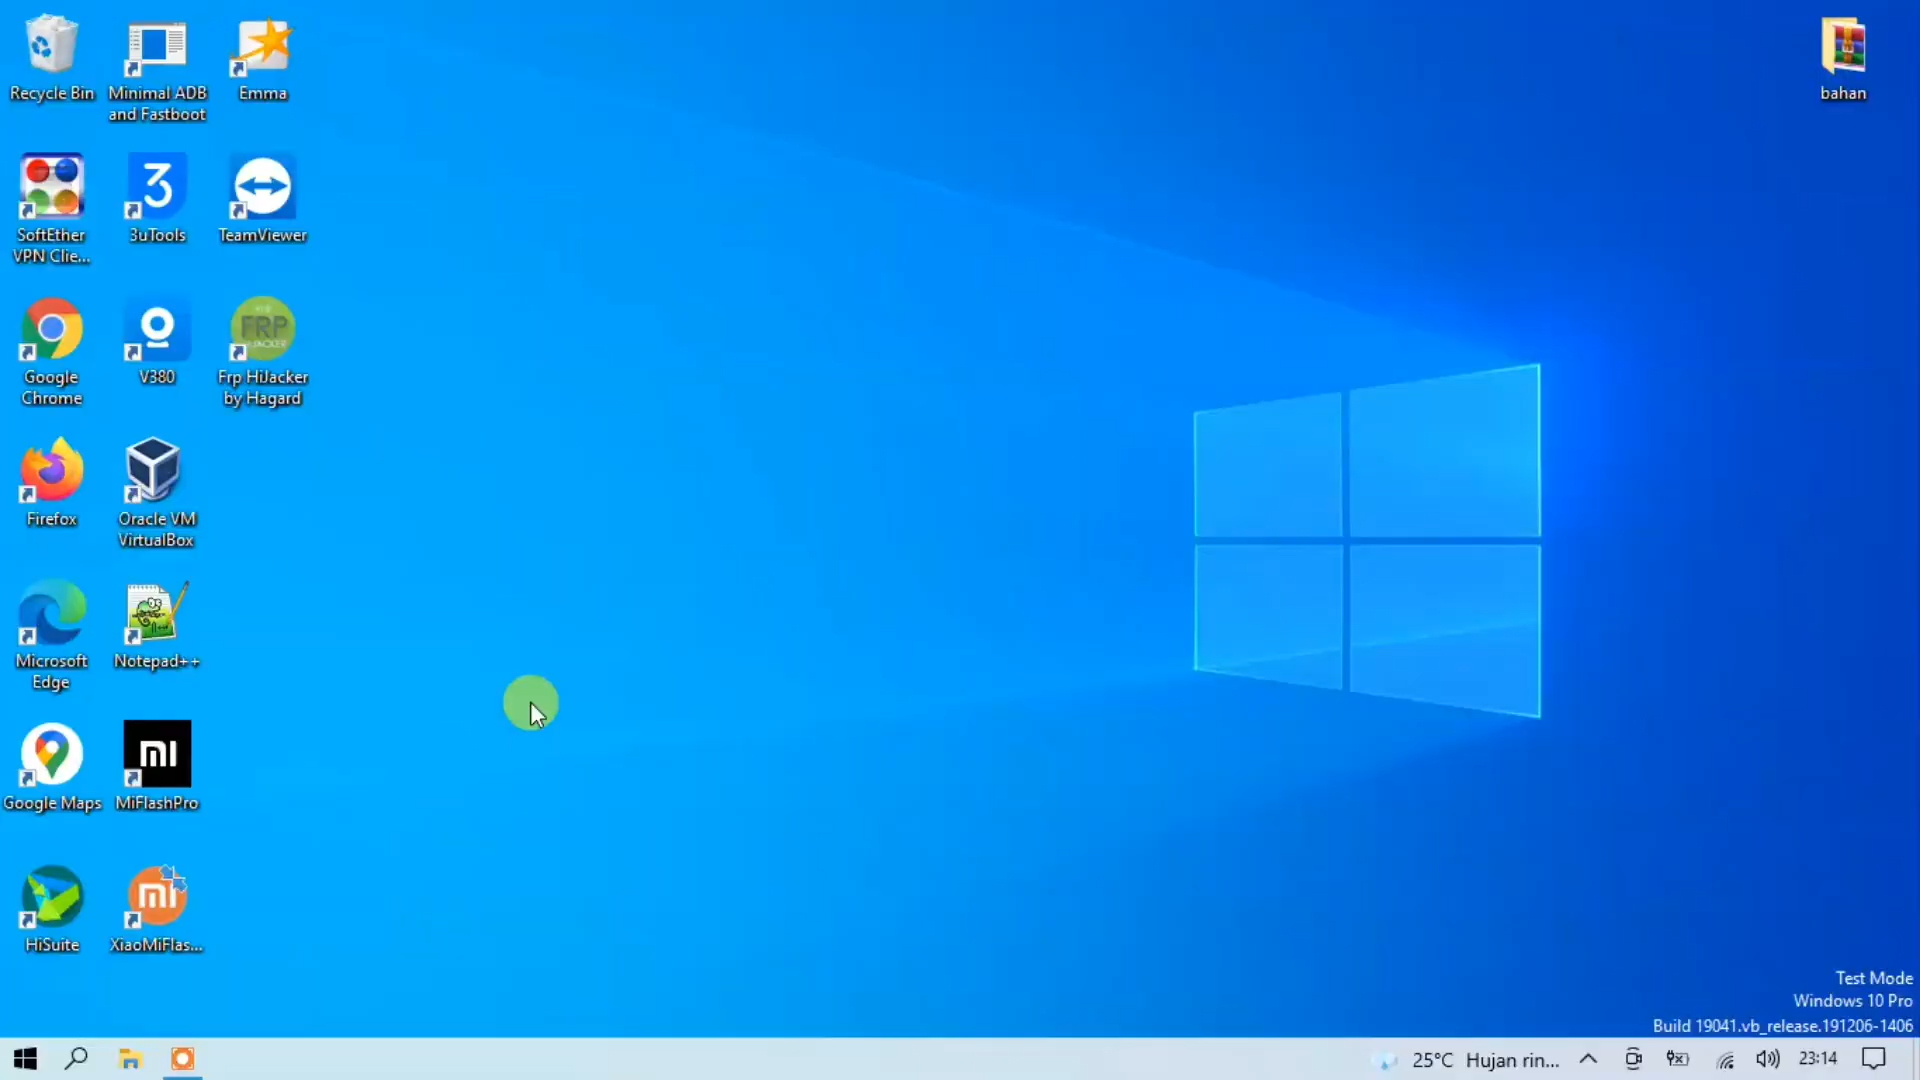 Recycle Bin
Minimal ADB
and Fastboot
Emma
bahan
SoftEther
VPN Clie...
3
3uTools
TeamViewer
Google
Chrome
V380
FRP
Frp HiJacker
by Hagard
Firefox
Oracle VM
VirtualBox
Microsoft
Edge
Notepad++
Google Maps
MiFlashPro
HiSuite
XiaoMiFlas...
Test Mode
Windows 10 Pro
Build 19041.vb_release.191206-1406
25°C Hujan rin...
23:14